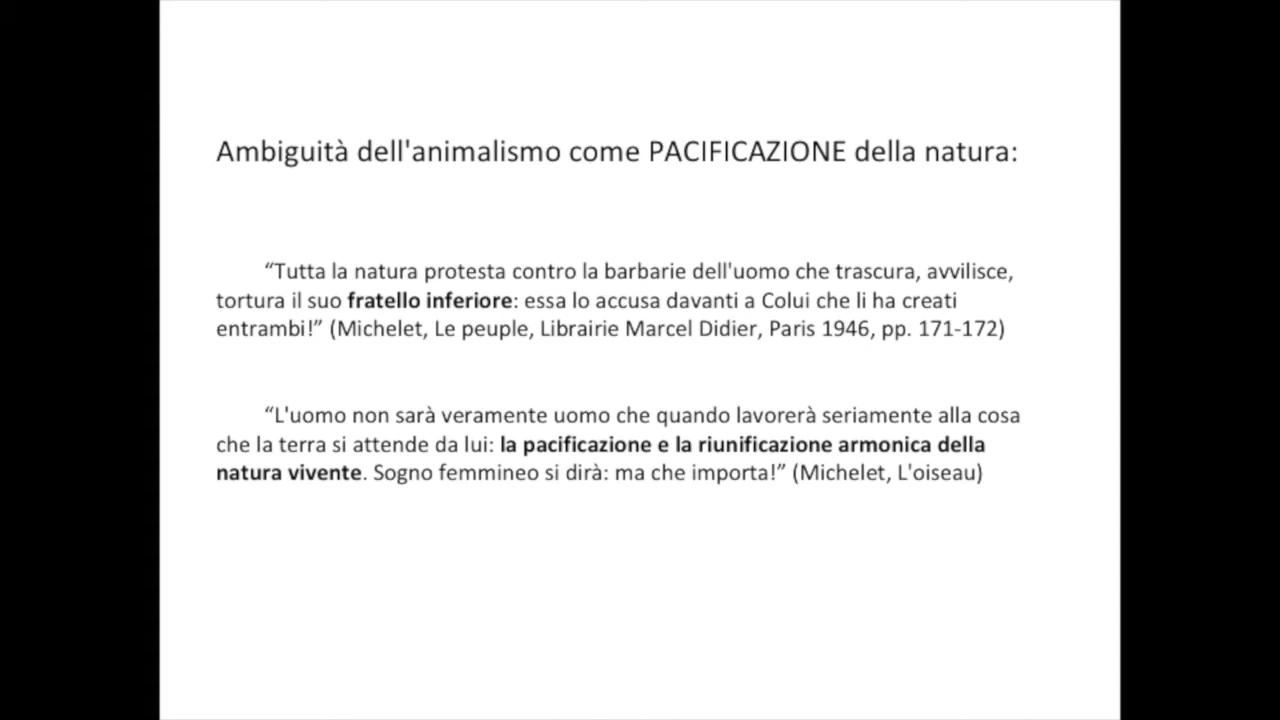 Ambiguità dell'animalismo come PACIFICAZIONE della natura:
“Tutta la natura protesta contro la barbarie dell'uomo che trascura, avvilisce,
tortura il suo fratello inferiore: essa lo accusa davanti a Colui che li ha creati
entrambi!” (Michelet, Le peuple, Librairie Marcel Didier, Paris 1946, pp. 171-172)
“L'uomo non sarà veramente uomo che quando lavorerà seriamente alla cosa
che la terra si attende da lui: la pacificazione e la riunificazione armonica della
natura vivente. Sogno femmineo si dirà: ma che importa!” (Michelet, L'oiseau)